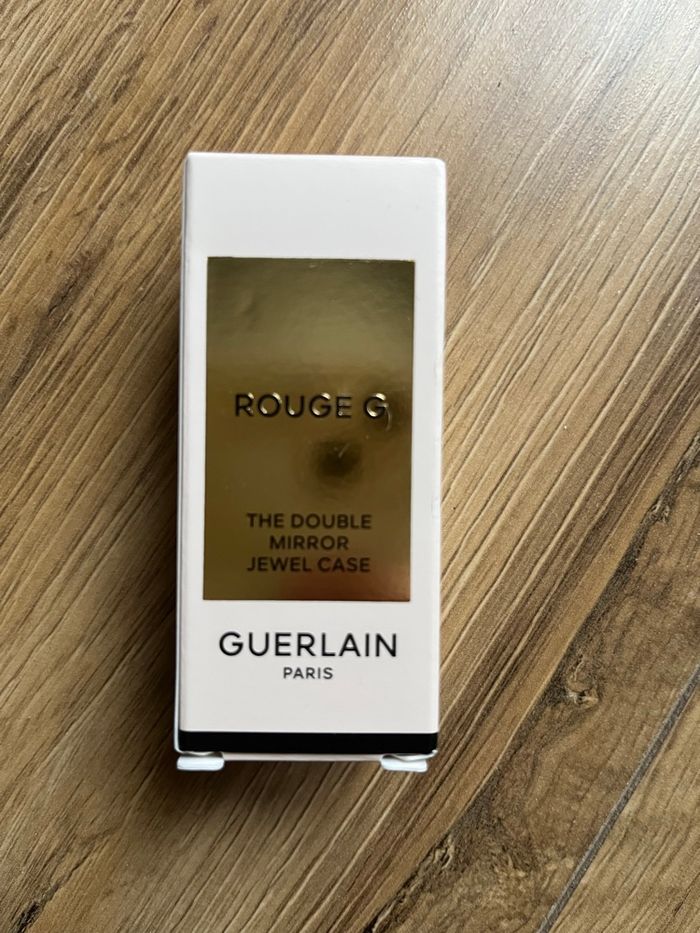 ROUGE G
THE DOUBLE
MIRROR
JEWEL CASE
GUERLAIN
PARIS